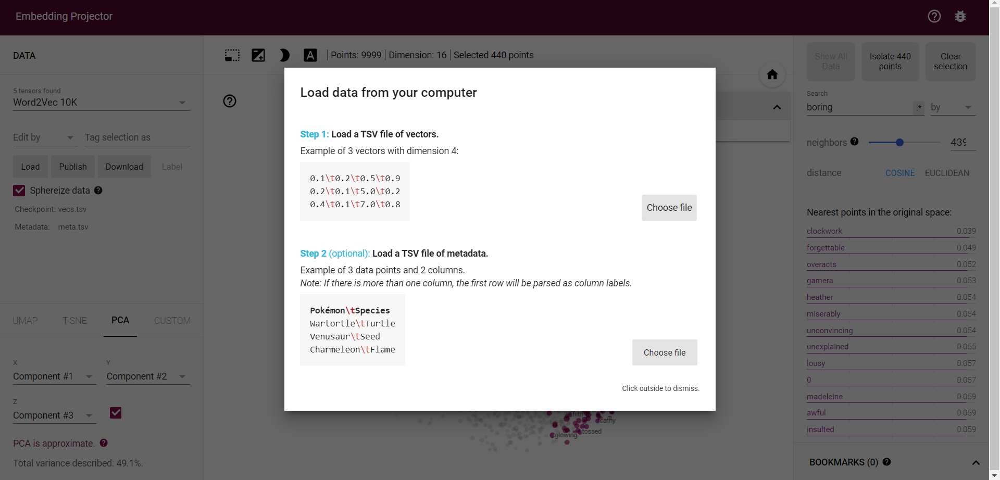 Embedding Projector
DATA
Points: 9999 | Dimension: 16 | Selected 440 points
5 tensors found
Word2Vec 10K
Edit by
Tag selection as
Load
Publish
Download
Label
Sphereize data
Checkpoint: vecs.tsv
Metadata: meta.tsv
UMAP
T-SNE
PCA
CUSTOM
X
Component #1
Y
Component #2
Z
Component #3
PCA is approximate.
Total variance described: 49.1%.
Load data from your computer
Step 1: Load a TSV file of vectors.
Example of 3 vectors with dimension 4:
0.1\t0.2\t0.5\t0.9
0.2\t0.1\t5.0\t0.2
0.4\t0.1\t7.0\t0.8
Choose file
Step 2 (optional): Load a TSV file of metadata.
Example of 3 data points and 2 columns.
Note: If there is more than one column, the first row will be parsed as column labels.
Pokémon\tSpecies
Wartortle\tTurtle
Venusaur\tSeed
Charmeleon\tFlame
Choose file
Click outside to dismiss.
filth
cathy
tossed
glowing
Show All
Data
Isolate 440
points
Clear
selection
Search
boring
.*
by
neighbors
439
distance
COSINE
EUCLIDEAN
Nearest points in the original space:
clockwork 0.039
forgettable 0.049
overacts 0.052
gamera 0.053
heather 0.054
miserably 0.054
unconvincing 0.054
unexplained 0.055
lousy 0.057
0 0.057
madeleine 0.059
awful 0.059
insulted 0.059
BOOKMARKS (0)